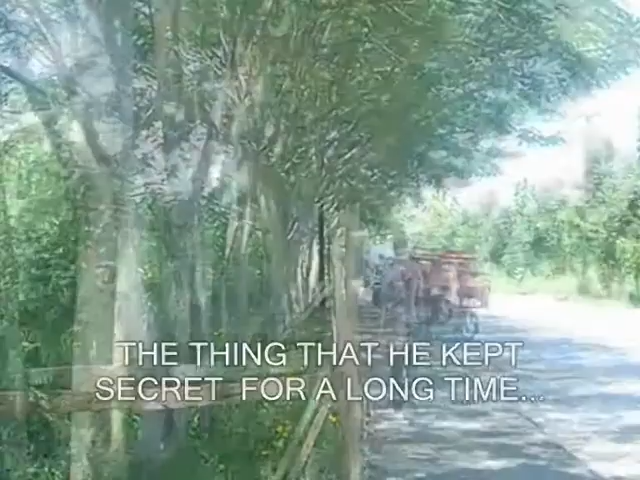 THE THING THAT HE KEPT
SECRET FOR A LONG TIME...